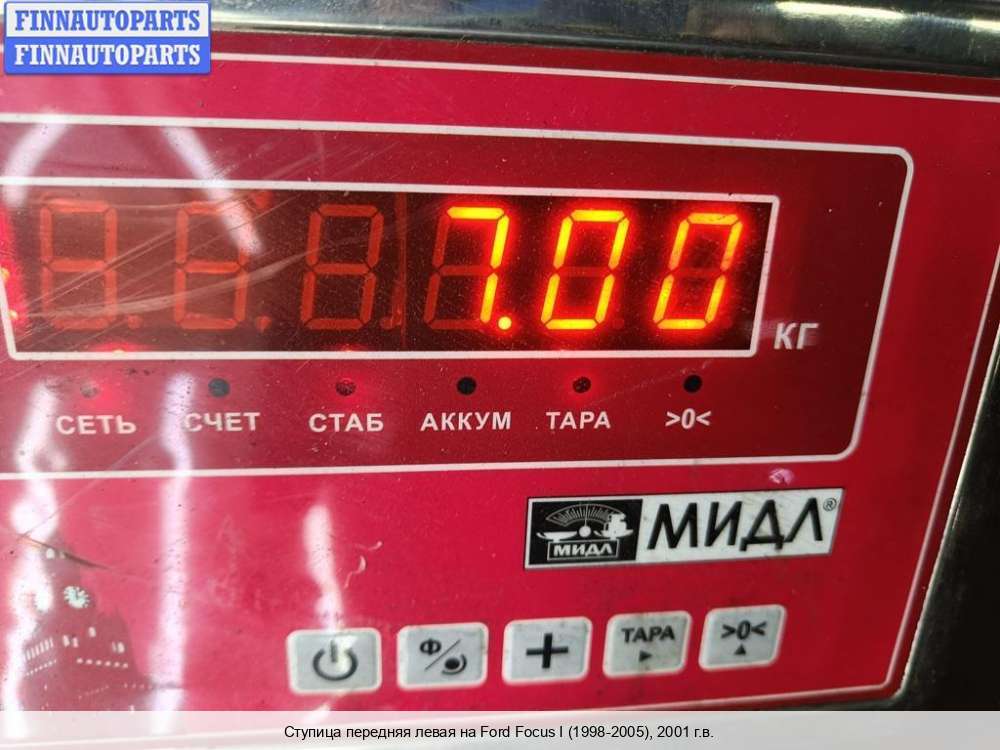 FINNAUTOPARTS
FINNAUTOPARTS
7.00
КГ
СЕТЬ СЧЕТ СТАБ АККУМ ТАРА >0<
МИДЛ МИДЛ®
Ф/ + ТАРА >0<
Ступица передняя левая на Ford Focus I (1998-2005), 2001 г.в.